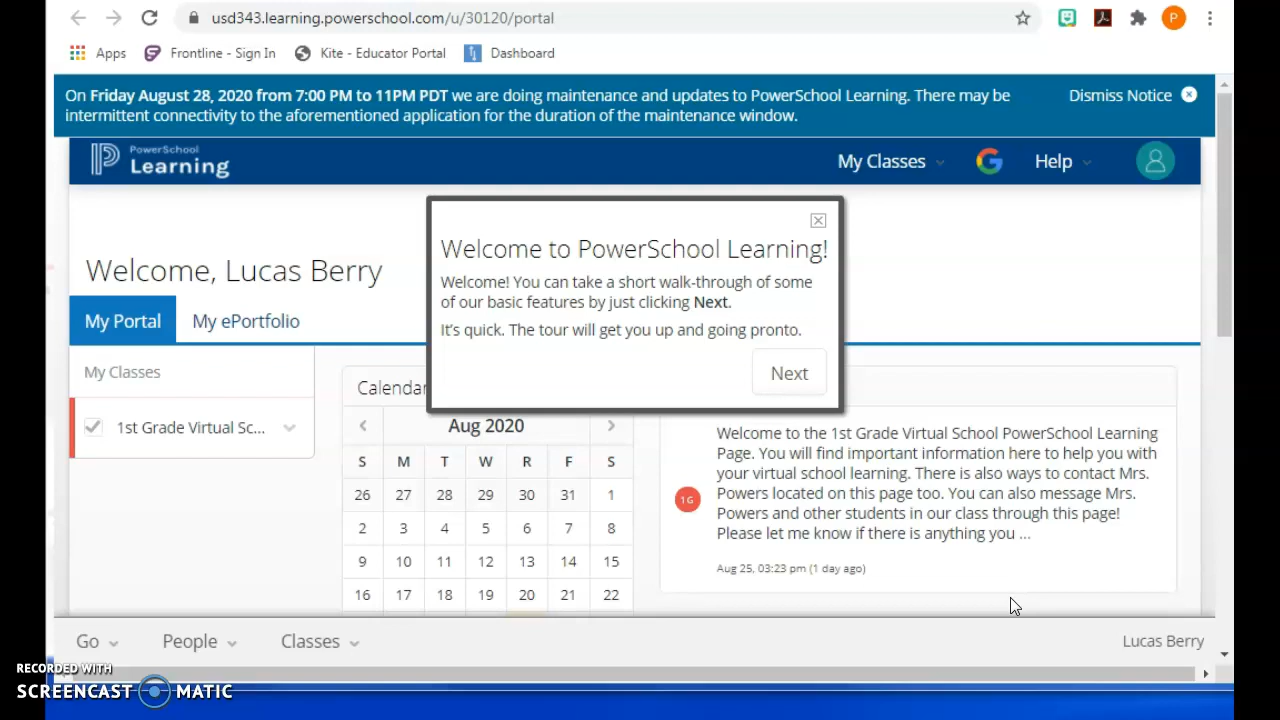 usd343.learning.powerschool.com/u/30120/portal
P
Apps Frontline - Sign In Kite - Educator Portal Dashboard
On Friday August 28, 2020 from 7:00 PM to 11PM PDT we are doing maintenance and updates to PowerSchool Learning. There may be
intermittent connectivity to the aforementioned application for the duration of the maintenance window.
Dismiss Notice
PowerSchool
Learning
My Classes
Help
Welcome to PowerSchool Learning!
Welcome! You can take a short walk-through of some
of our basic features by just clicking Next.
It's quick. The tour will get you up and going pronto.
Next
Welcome, Lucas Berry
My Portal My ePortfolio
My Classes
1st Grade Virtual Sc...
Calendar
Aug 2020
S M T W R F S
26 27 28 29 30 31 1
2 3 4 5 6 7 8
9 10 11 12 13 14 15
16 17 18 19 20 21 22
1G
Welcome to the 1st Grade Virtual School PowerSchool Learning
Page. You will find important information here to help you with
your virtual school learning. There is also ways to contact Mrs.
Powers located on this page too. You can also message Mrs.
Powers and other students in our class through this page!
Please let me know if there is anything you ...
Aug 25, 03:23 pm (1 day ago)
Go People Classes Lucas Berry
RECORDED WITH
SCREENCAST MATIC